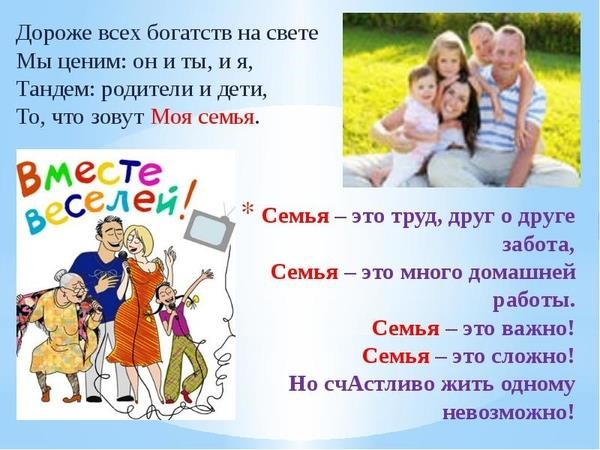 Дороже всех богатств на свете
Мы ценим: он и ты, и я,
Тандем: родители и дети,
То, что зовут Моя семья.
Вместе
веселей!
* Семья – это труд, друг о друге
забота,
Семья – это много домашней
работы.
Семья – это важно!
Семья – это сложно!
Но счАстливо жить одному
невозможно!